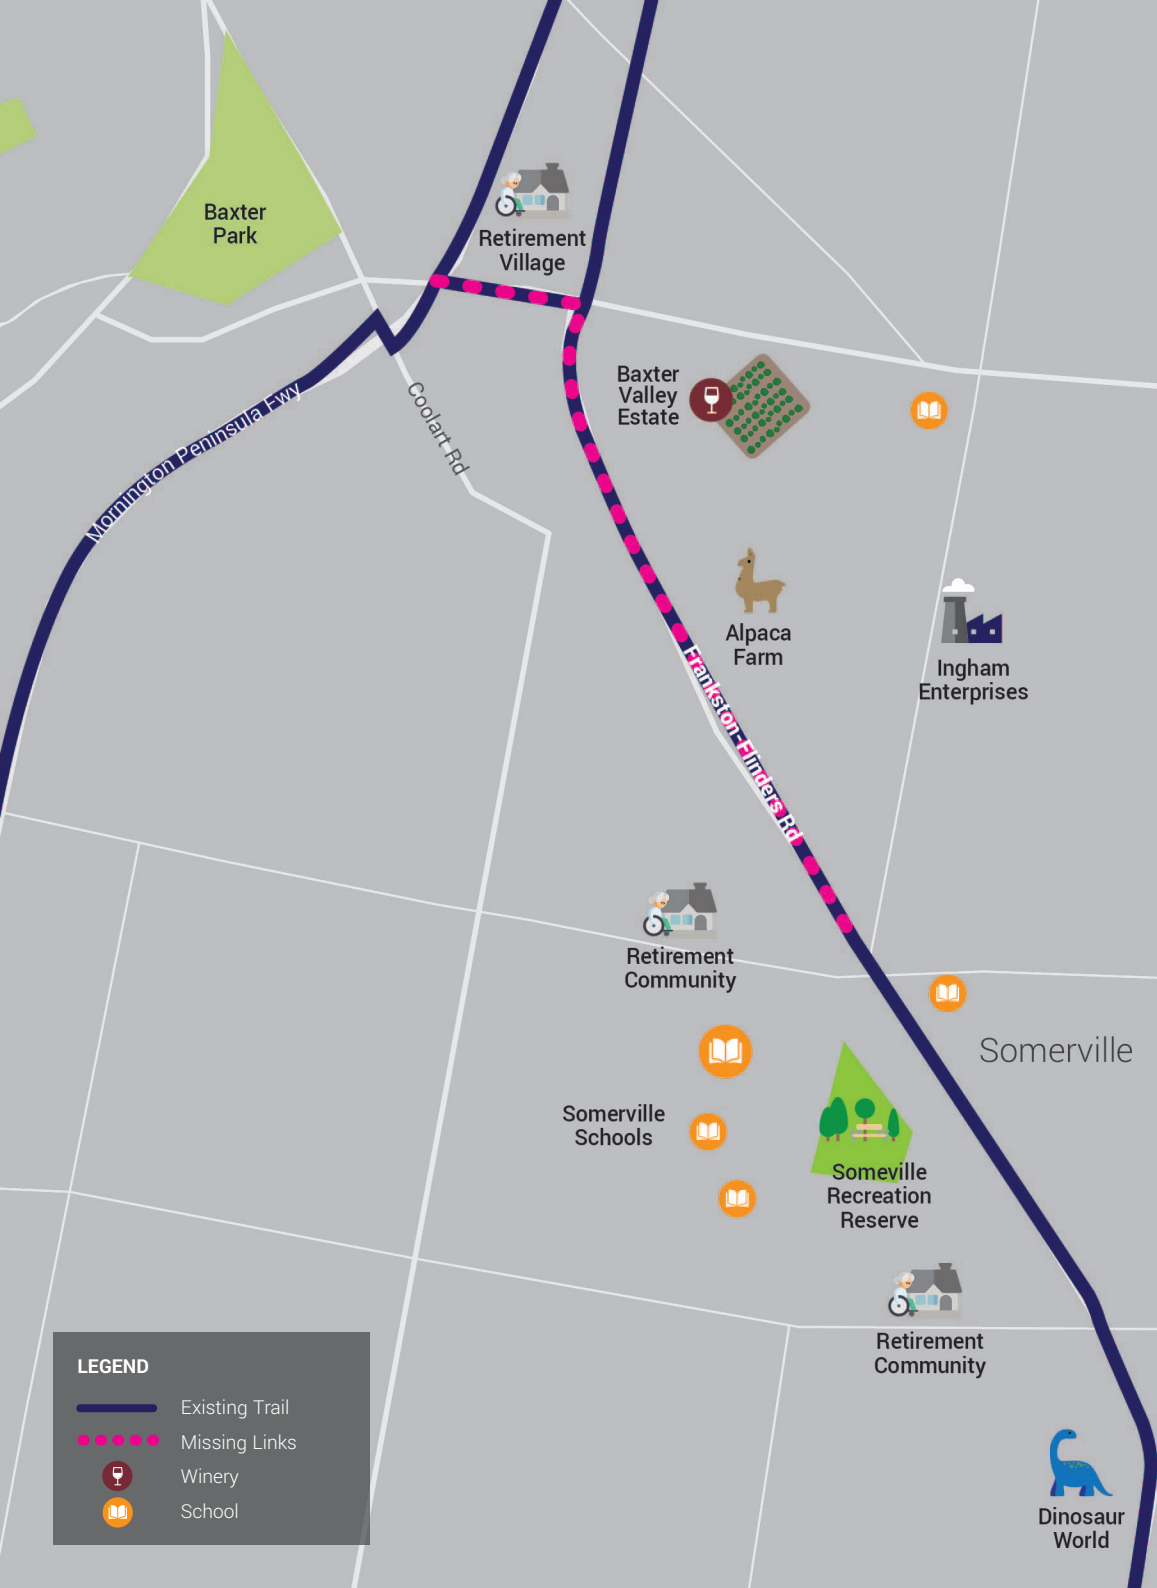 Baxter
Park
Retirement
Village
Baxter
Valley
Estate
Mornington Peninsula Fwy
Coolart Rd
Alpaca
Farm
Ingham
Enterprises
Frankston-Flinders Rd
Retirement
Community
Somerville
Somerville
Schools
Someville
Recreation
Reserve
Retirement
Community
Dinosaur
World
LEGEND
Existing Trail
Missing Links
Winery
School